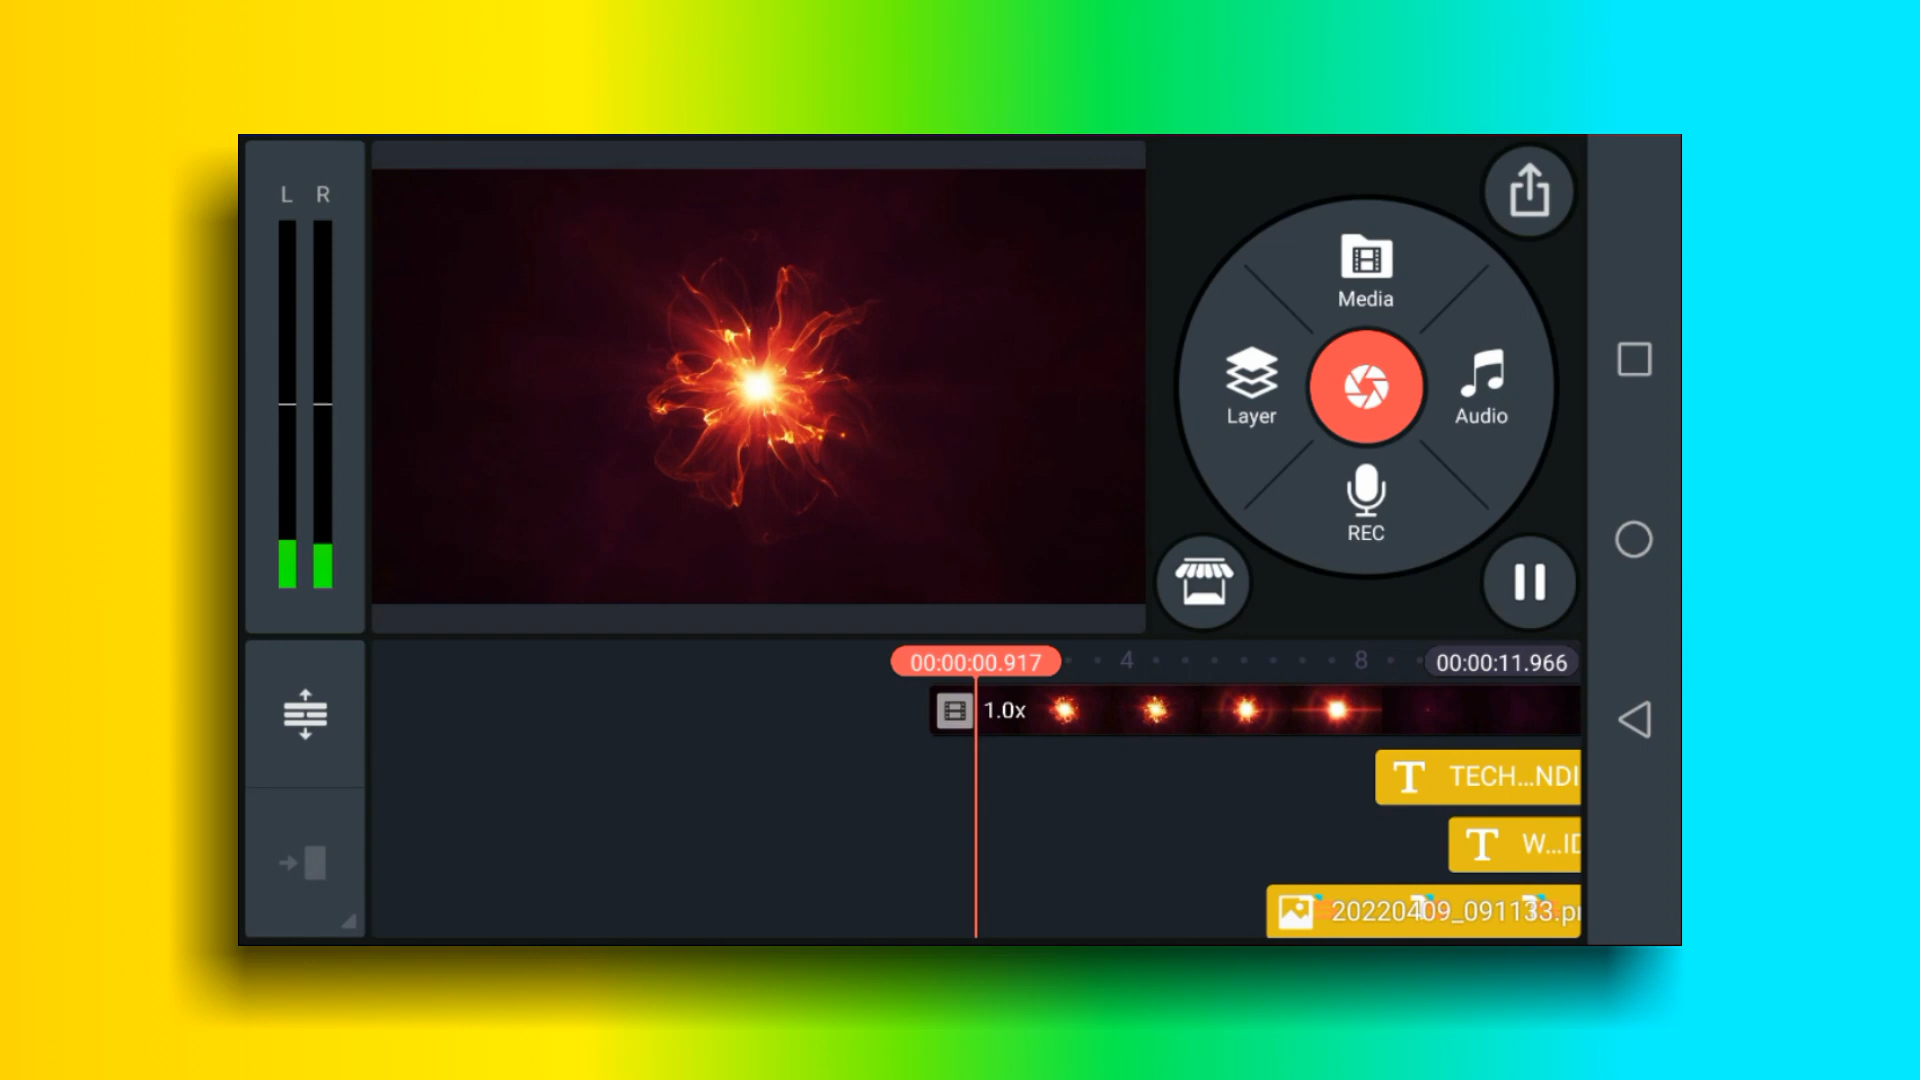 L R
Media
Layer
Audio
REC
00:00:00.917 4 8 00:00:11.966
1.0x
T TECH...NDI
T W...ID
20220409_091133.pn